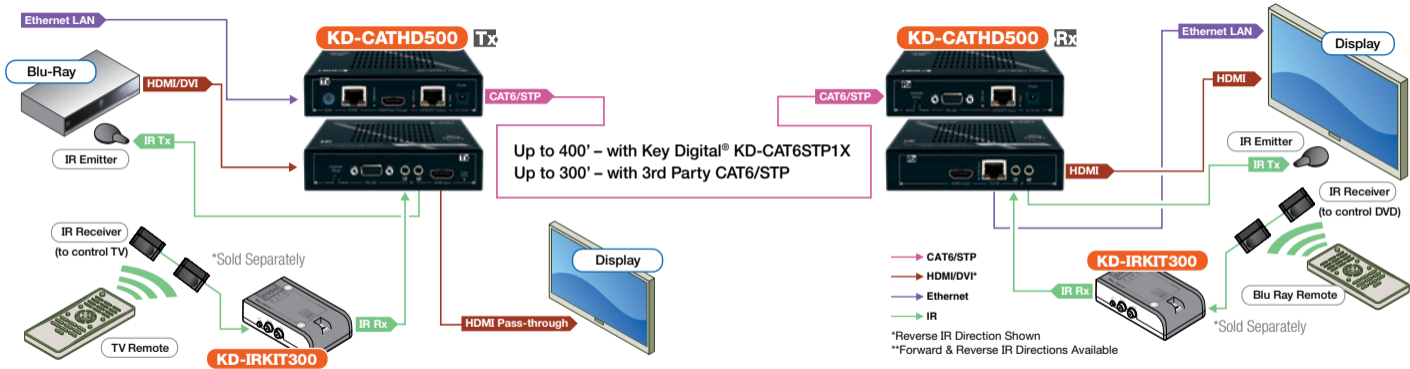 Ethernet LAN
KD-CATHD500 Tx
Blu-Ray
HDMI/DVI
CAT6/STP
IR Tx
IR Emitter
Up to 400' – with Key Digital® KD-CAT6STP1X
Up to 300' – with 3rd Party CAT6/STP
IR Receiver
(to control TV)
*Sold Separately
TV Remote
KD-IRKIT300
IR Rx
HDMI Pass-through
Display
KD-CATHD500 Rx
CAT6/STP
Ethernet LAN
Display
HDMI
HDMI
IR Emitter
IR Tx
IR Receiver
(to control DVD)
KD-IRKIT300
IR Rx
Blu Ray Remote
*Sold Separately
CAT6/STP
HDMI/DVI*
Ethernet
IR
*Reverse IR Direction Shown
**Forward & Reverse IR Directions Available